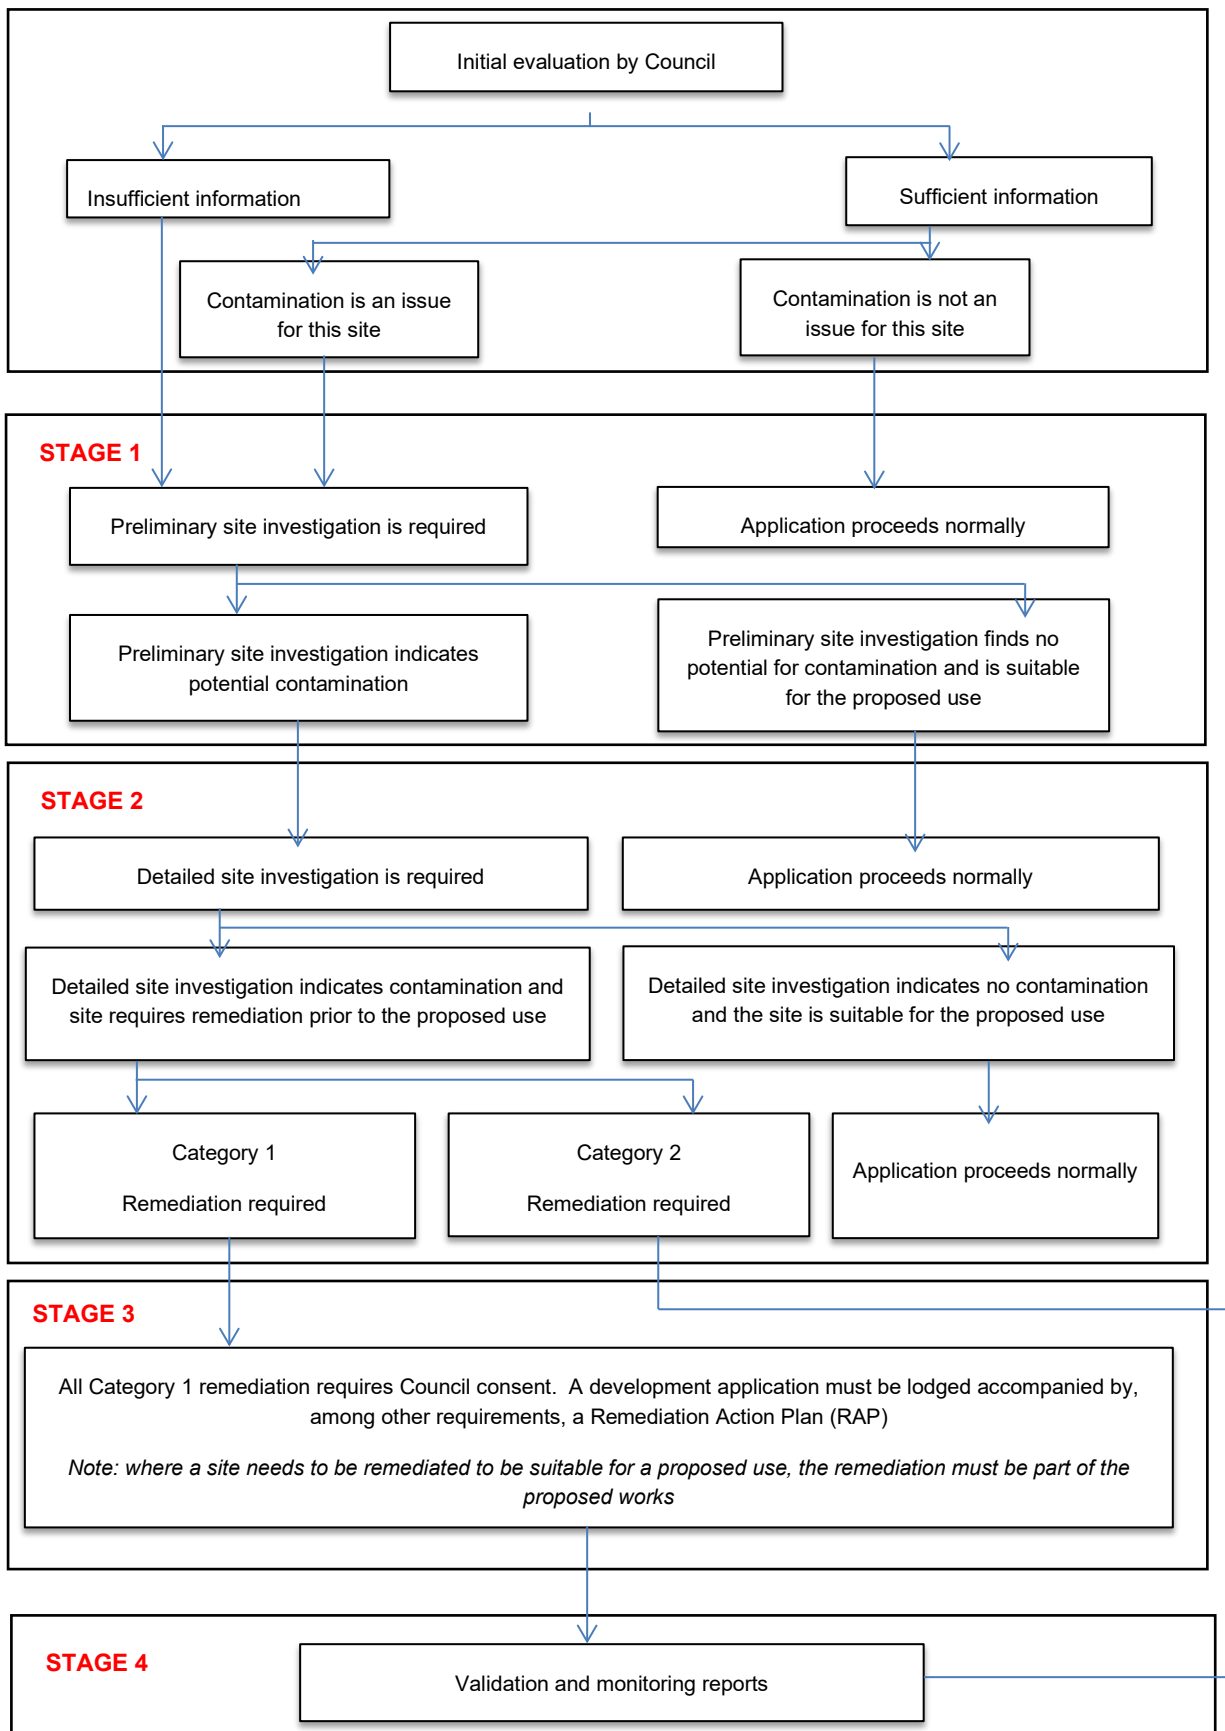 Initial evaluation by Council
Insufficient information
Sufficient information
Contamination is an issue
for this site
Contamination is not an
issue for this site
STAGE 1
Preliminary site investigation is required
Application proceeds normally
Preliminary site investigation indicates
potential contamination
Preliminary site investigation finds no
potential for contamination and is suitable
for the proposed use
STAGE 2
Detailed site investigation is required
Application proceeds normally
Detailed site investigation indicates contamination and
site requires remediation prior to the proposed use
Detailed site investigation indicates no contamination
and the site is suitable for the proposed use
Category 1
Remediation required
Category 2
Remediation required
Application proceeds normally
STAGE 3
All Category 1 remediation requires Council consent.  A development application must be lodged accompanied by,
among other requirements, a Remediation Action Plan (RAP)
Note: where a site needs to be remediated to be suitable for a proposed use, the remediation must be part of the
proposed works
STAGE 4
Validation and monitoring reports